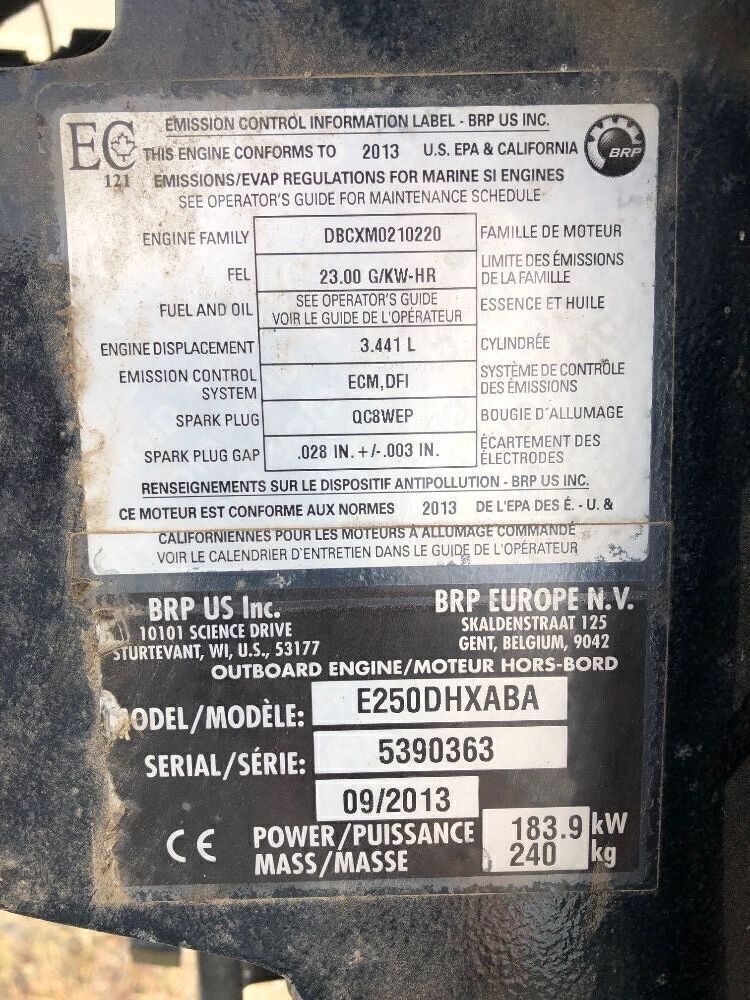 EC
121
EMISSION CONTROL INFORMATION LABEL - BRP US INC.
THIS ENGINE CONFORMS TO 2013 U.S. EPA & CALIFORNIA
BRP
EMISSIONS/EVAP REGULATIONS FOR MARINE SI ENGINES
SEE OPERATOR'S GUIDE FOR MAINTENANCE SCHEDULE
ENGINE FAMILY DBCXM0210220 FAMILLE DE MOTEUR
FEL 23.00 G/KW-HR LIMITE DES ÉMISSIONS DE LA FAMILLE
FUEL AND OIL SEE OPERATOR'S GUIDE VOIR LE GUIDE DE L'OPÉRATEUR ESSENCE ET HUILE
ENGINE DISPLACEMENT 3.441 L CYLINDRÉE
EMISSION CONTROL SYSTEM ECM,DFI SYSTÈME DE CONTRÔLE DES ÉMISSIONS
SPARK PLUG QC8WEP BOUGIE D'ALLUMAGE
SPARK PLUG GAP .028 IN. +/-.003 IN. ÉCARTEMENT DES ÉLECTRODES
RENSEIGNEMENTS SUR LE DISPOSITIF ANTIPOLLUTION - BRP US INC.
CE MOTEUR EST CONFORME AUX NORMES 2013 DE L'EPA DES É. - U. &
CALIFORNIENNES POUR LES MOTEURS À ALLUMAGE COMMANDÉ
VOIR LE CALENDRIER D'ENTRETIEN DANS LE GUIDE DE L'OPÉRATEUR
BRP US Inc.
10101 SCIENCE DRIVE
STURTEVANT, WI, U.S., 53177
BRP EUROPE N.V.
SKALDENSTRAAT 125
GENT, BELGIUM, 9042
OUTBOARD ENGINE/MOTEUR HORS-BORD
MODEL/MODÈLE: E250DHXABA
SERIAL/SÉRIE: 5390363
09/2013
CE POWER/PUISSANCE 183.9 kW
MASS/MASSE 240 kg